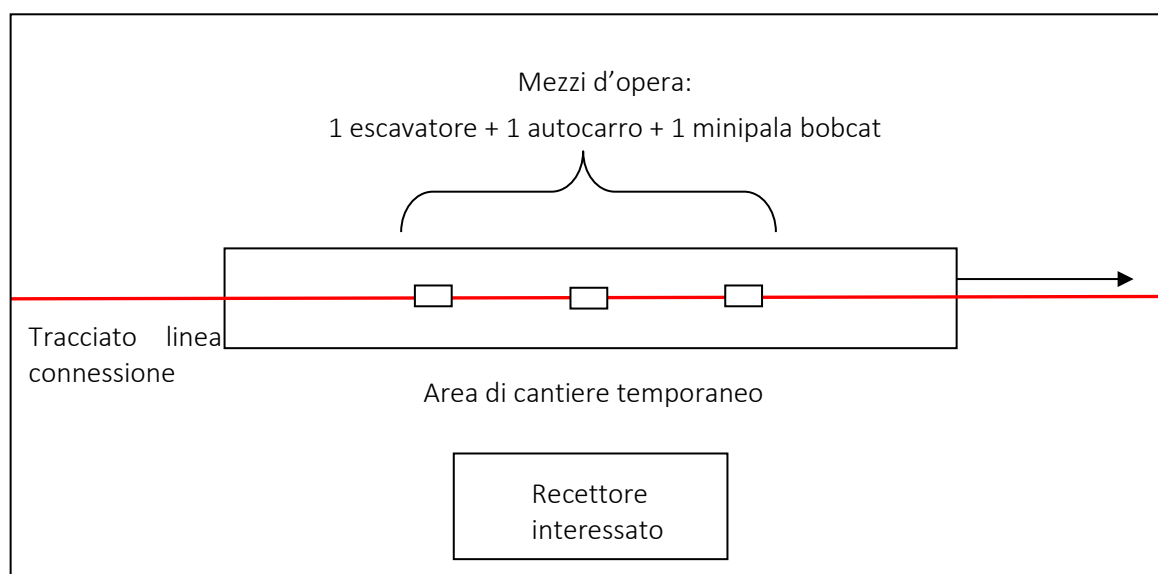 Mezzi d’opera:
1 escavatore + 1 autocarro + 1 minipala bobcat
Tracciato linea
connessione
Area di cantiere temporaneo
Recettore
interessato